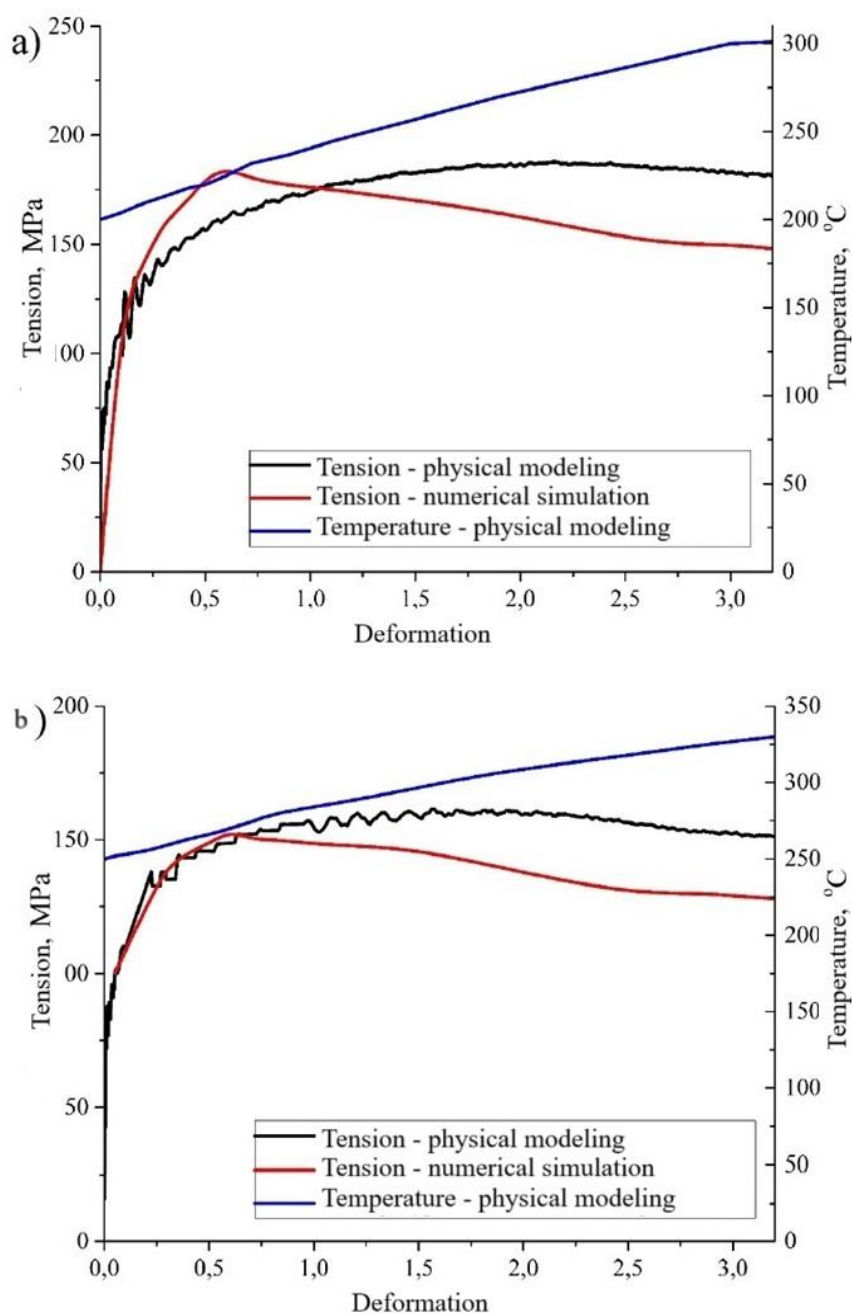 a)
250
200
150
00
50
0
Tension, MPa
300
250
200
150
100
50
0
Temperature, °C
Tension - physical modeling
Tension - numerical simulation
Temperature - physical modeling
0,0 0,5 1,0 1,5 2,0 2,5 3,0
Deformation
b)
200
150
00
50
0
Tension, MPa
350
300
250
200
150
100
50
0
Temperature, °C
Tension - physical modeling
Tension - numerical simulation
Temperature - physical modeling
0,0 0,5 1,0 1,5 2,0 2,5 3,0
Deformation